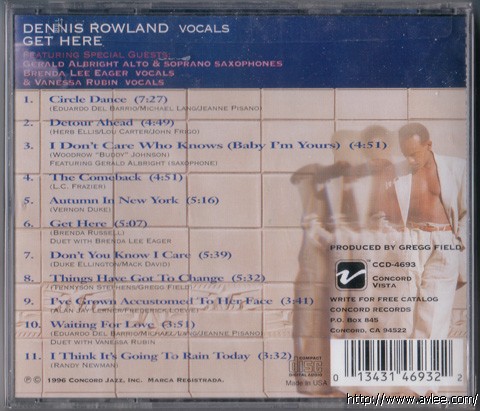 DENNIS ROWLAND VOCALS
GET HERE
FEATURING SPECIAL GUESTS:
GERALD ALBRIGHT ALTO & SOPRANO SAXOPHONES
BRENDA LEE EAGER VOCALS
& VANESSA RUBIN VOCALS
1. Circle Dance (7:27)
(EDUARDO DEL BARRIO/MICHAEL LANG/JEANNE PISANO)
2. Detour Ahead (4:49)
(HERB ELLIS/LOU CARTER/JOHN FRIGO)
3. I Don't Care Who Knows (Baby I'm Yours) (4:51)
(WOODROW "BUDDY" JOHNSON)
FEATURING GERALD ALBRIGHT (SAXOPHONE)
4. The Comeback (4:51)
(L.C. FRAZIER)
5. Autumn In New York (5:16)
(VERNON DUKE)
6. Get Here (5:07)
(BRENDA RUSSELL)
DUET WITH BRENDA LEE EAGER
7. Don't You Know I Care (5:39)
(DUKE ELLINGTON/MACK DAVID)
8. Things Have Got To Change (5:32)
(TENNYSON STEPHENS/GREGG FIELD)
9. I've Grown Accustomed To Her Face (3:41)
(ALAN JAY LERNER/FREDERICK LOEWE)
10. Waiting For Love (3:51)
(EDUARDO DEL BARRIO/MICHAEL LANG/JEANNE PISANO)
DUET WITH VANESSA RUBIN
11. I Think It's Going To Rain Today (3:32)
(RANDY NEWMAN)
℗ © 1996 CONCORD JAZZ, INC. MARCA REGISTRADA.
COMPACT
disc
DIGITAL AUDIO
Made in USA
PRODUCED BY GREGG FIELD
CCD-4693
CONCORD
VISTA
WRITE FOR FREE CATALOG
CONCORD RECORDS
P.O. BOX 845
CONCORD, CA 94522
0 13431 46932 2
http://www.avlee.com/